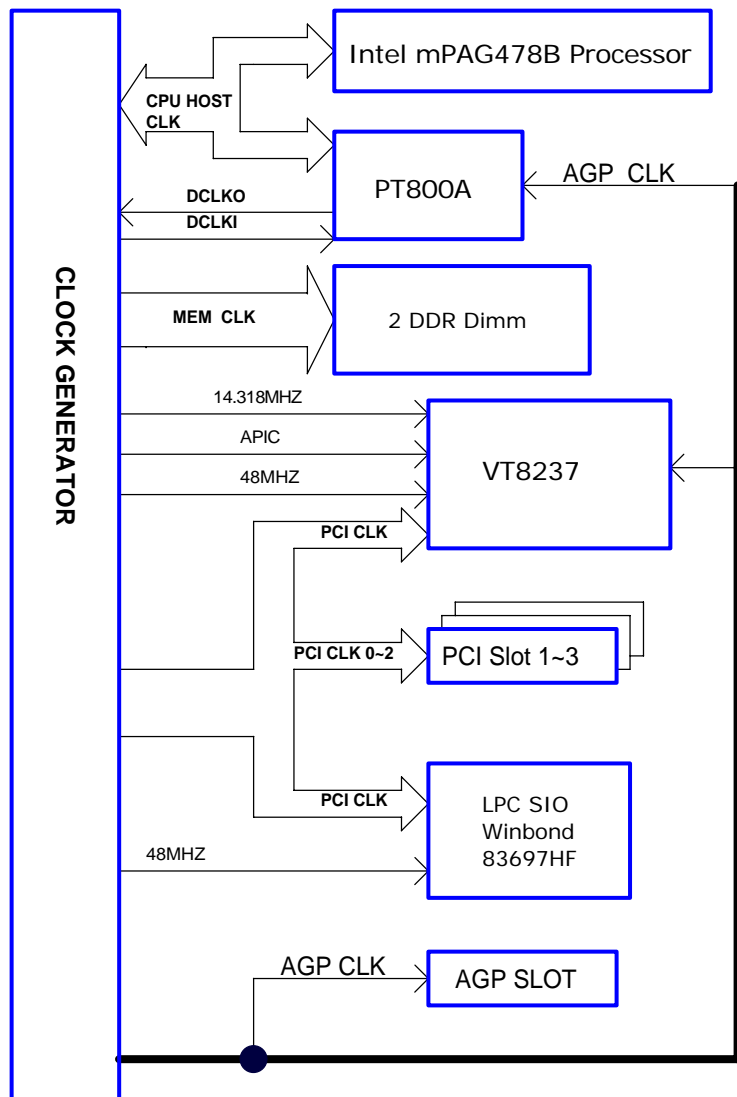 Intel mPAG478B Processor
CPU HOST
CLK
PT800A
AGP CLK
DCLKO
DCLKI
CLOCK GENERATOR
MEM CLK
2 DDR Dimm
14.318MHZ
APIC
48MHZ
VT8237
PCI CLK
PCI CLK 0~2
PCI Slot 1~3
PCI CLK
LPC SIO
Winbond
83697HF
48MHZ
AGP CLK
AGP SLOT